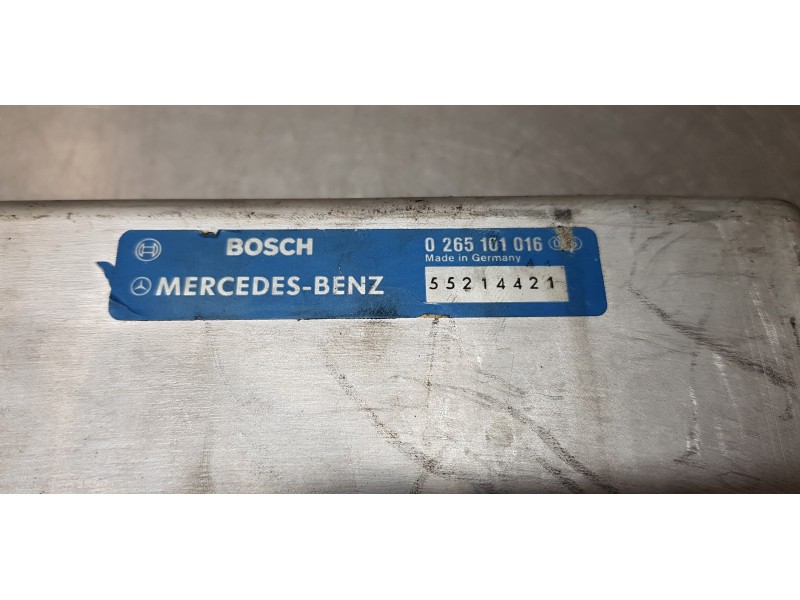 BOSCH
0 265 101 016
Made in Germany
MERCEDES-BENZ
55214421